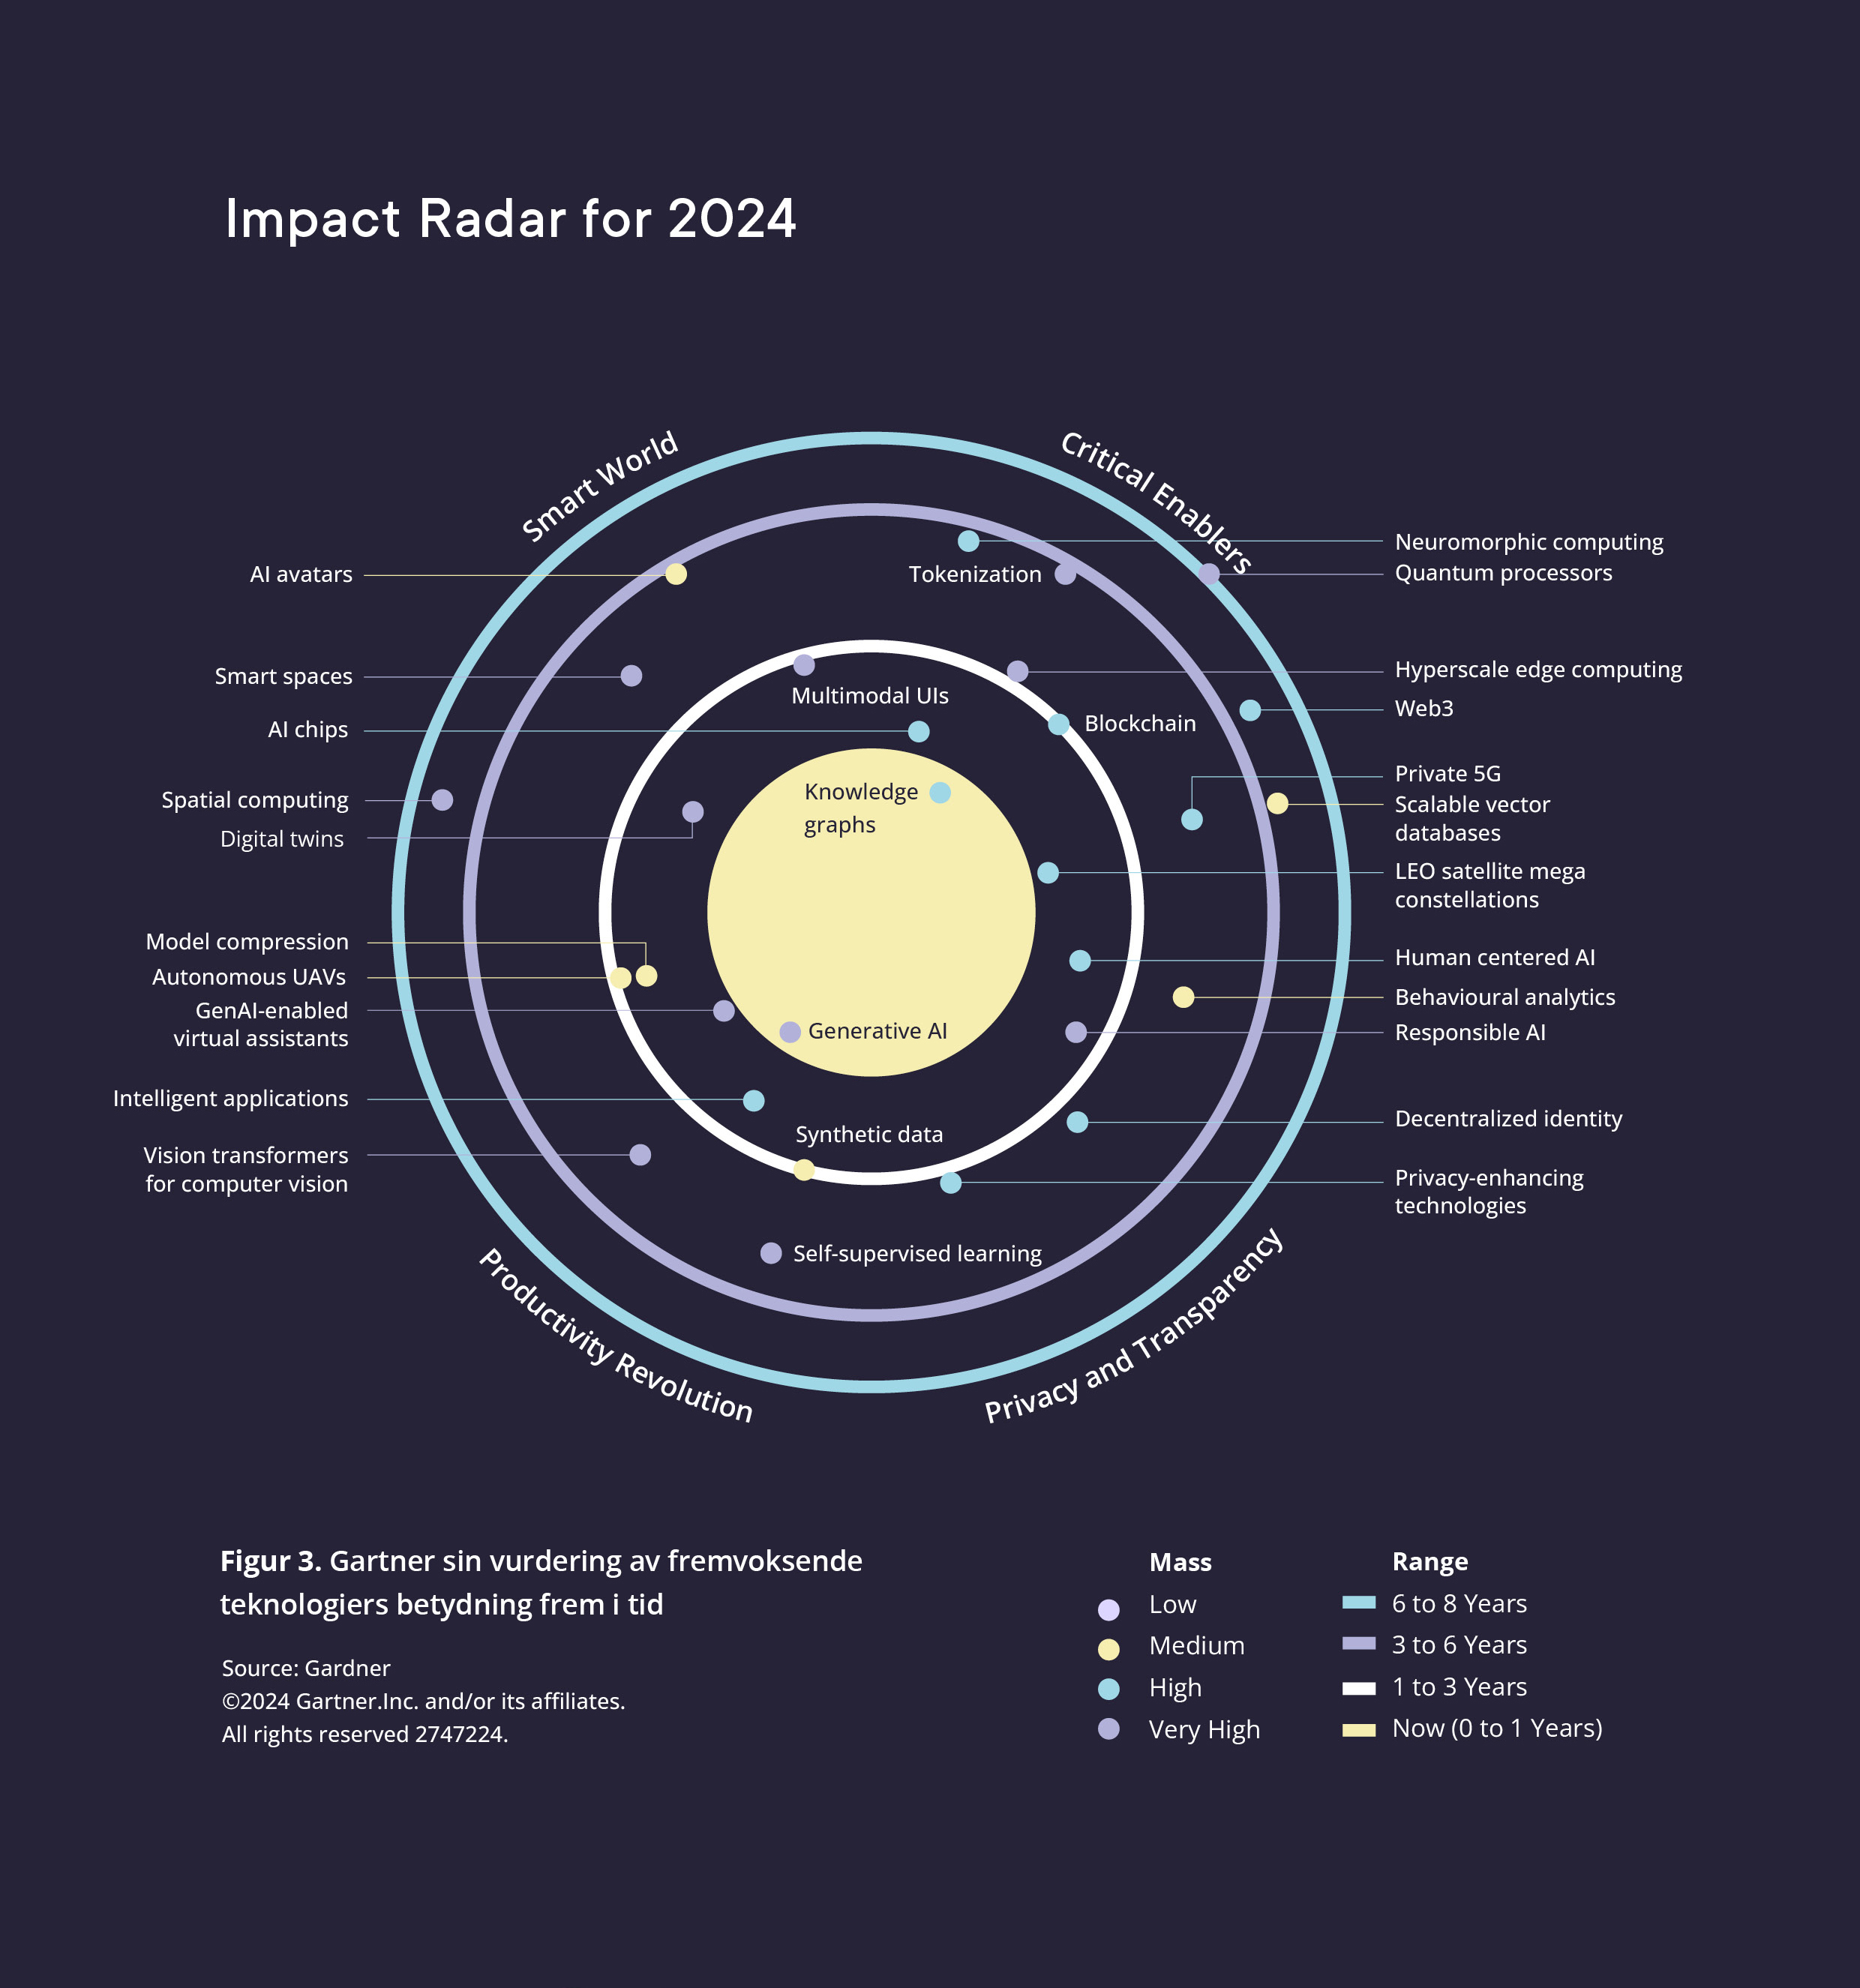 Impact Radar for 2024
Smart World
Critical Enablers
AI avatars
Smart spaces
AI chips
Spatial computing
Digital twins
Model compression
Autonomous UAVs
GenAI-enabled
virtual assistants
Intelligent applications
Vision transformers
for computer vision
Tokenization
Multimodal UIs
Blockchain
Knowledge
graphs
Generative AI
Synthetic data
Self-supervised learning
Neuromorphic computing
Quantum processors
Hyperscale edge computing
Web3
Private 5G
Scalable vector
databases
LEO satellite mega
constellations
Human centered AI
Behavioural analytics
Responsible AI
Decentralized identity
Privacy-enhancing
technologies
Productivity Revolution
Privacy and Transparency
Figur 3. Gartner sin vurdering av fremvoksende
teknologiers betydning frem i tid
Source: Gardner
©2024 Gartner.Inc. and/or its affiliates.
All rights reserved 2747224.
Mass
Low
Medium
High
Very High
Range
6 to 8 Years
3 to 6 Years
1 to 3 Years
Now (0 to 1 Years)